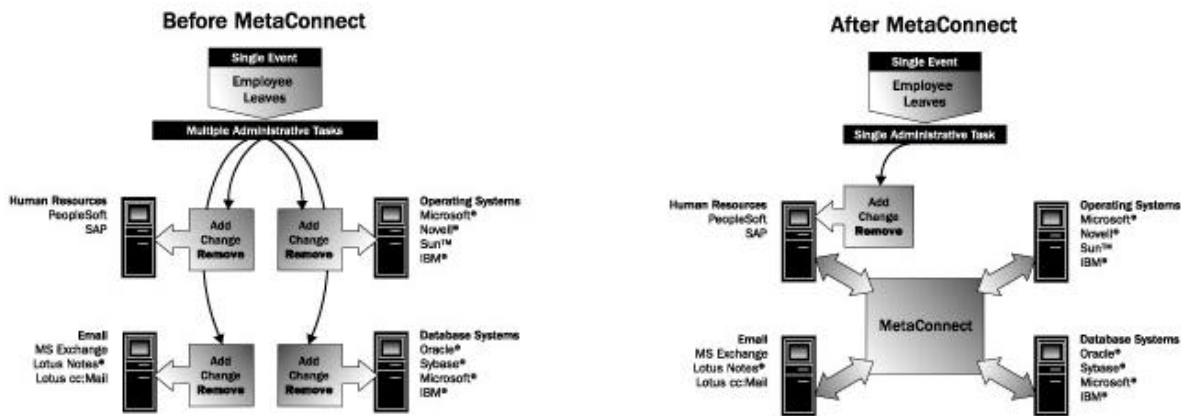 Before MetaConnect
Single Event
Employee
Leaves
Multiple Administrative Tasks
Human Resources
PeopleSoft
SAP
Add
Change
Remove
Add
Change
Remove
Operating Systems
Microsoft®
Novell®
Sun™
IBM®
Email
MS Exchange
Lotus Notes®
Lotus cc:Mail
Add
Change
Remove
Add
Change
Remove
Database Systems
Oracle®
Sybase®
Microsoft®
IBM®
After MetaConnect
Single Event
Employee
Leaves
Single Administrative Task
Human Resources
PeopleSoft
SAP
Add
Change
Remove
Operating Systems
Microsoft®
Novell®
Sun™
IBM®
MetaConnect
Email
MS Exchange
Lotus Notes®
Lotus cc:Mail
Database Systems
Oracle®
Sybase®
Microsoft®
IBM®